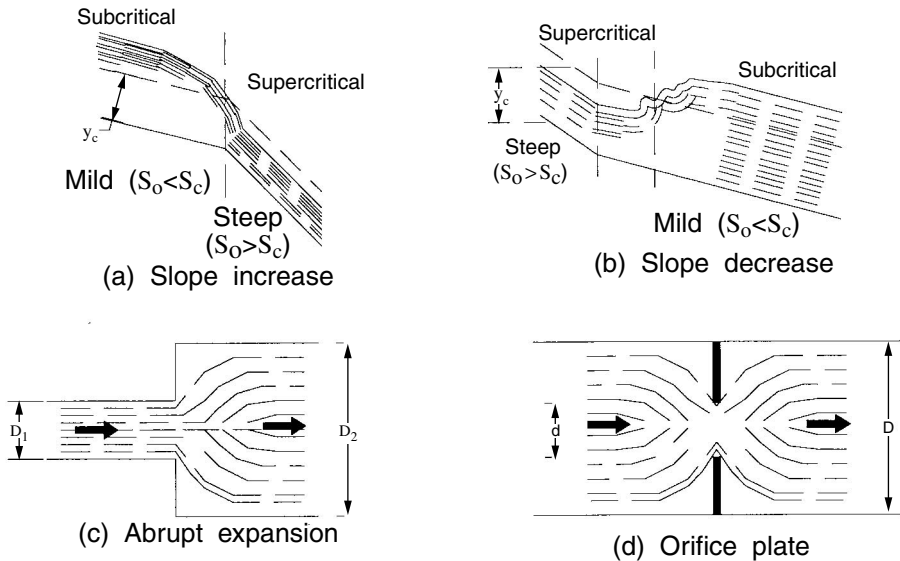 Subcritical
Supercritical
y_c
Mild (S_o<S_c)
Steep
(S_o>S_c)
(a) Slope increase
Supercritical
Subcritical
y_c
Steep
(S_o>S_c)
Mild (S_o<S_c)
(b) Slope decrease
D_1
D_2
(c) Abrupt expansion
d
D
(d) Orifice plate